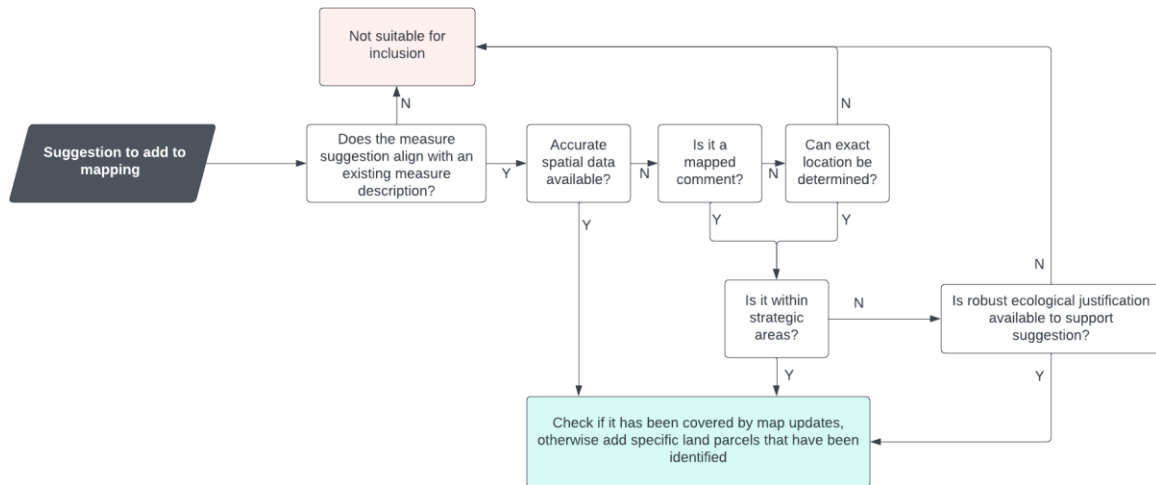 Not suitable for
inclusion
N
N
N
Suggestion to add to
mapping
Does the measure
suggestion align with an
existing measure
description?
Y
Accurate
spatial data
available?
N
Is it a
mapped
comment?
N
Can exact
location be
determined?
Y
Y
Y
Is it within
strategic
areas?
N
Is robust ecological justification
available to support
suggestion?
Y
Y
Check if it has been covered by map updates,
otherwise add specific land parcels that have been
identified